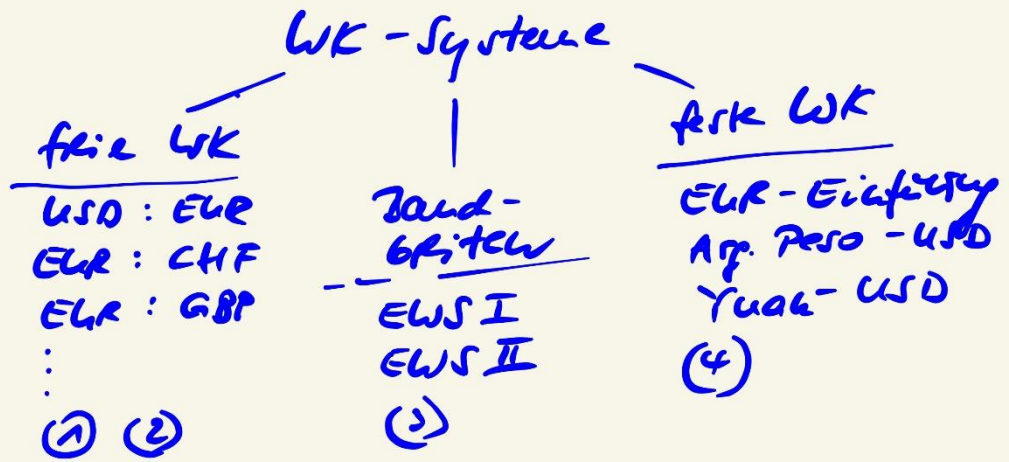 WK-Systeme
freie WK
USD : EUR
EUR : CHF
EUR : GBP
:
① ②
Band-
breiten
EWS I
EWS II
(3)
feste WK
EUR-Einführung
Arg. Peso - USD
Yuan - USD
(4)